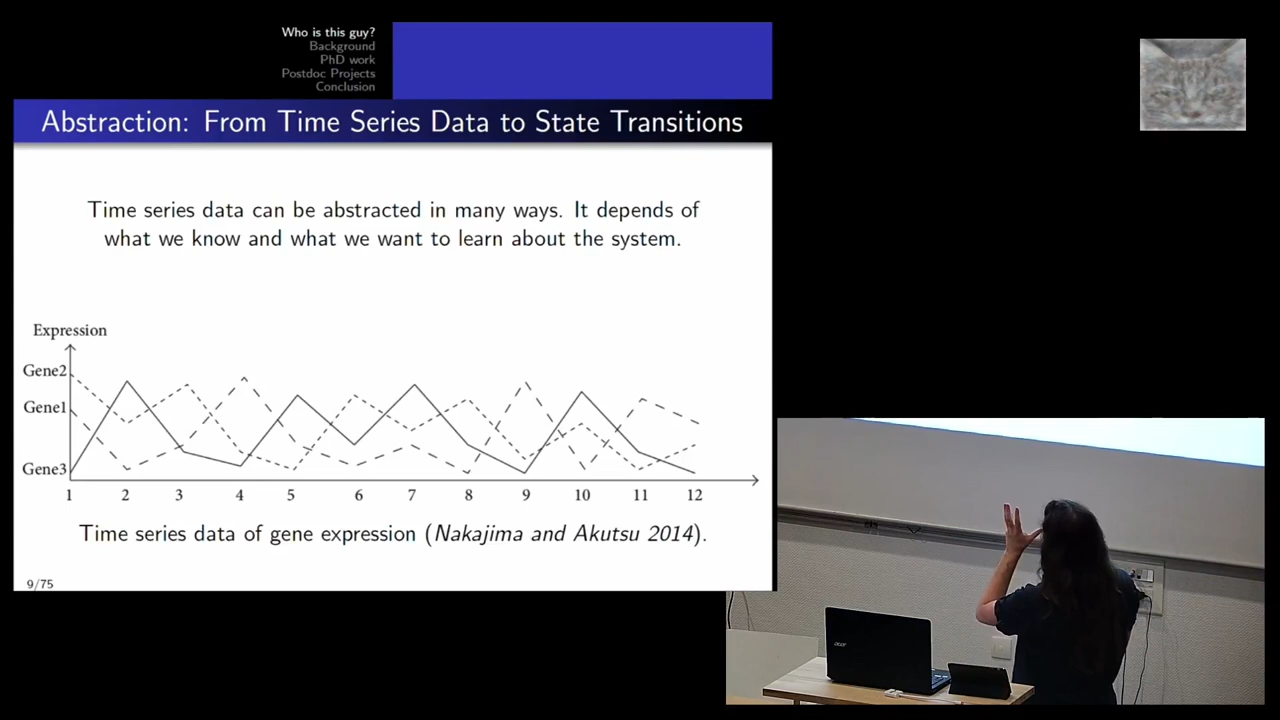 Who is this guy?
Background
PhD work
Postdoc Projects
Conclusion
Abstraction: From Time Series Data to State Transitions
Time series data can be abstracted in many ways. It depends of
what we know and what we want to learn about the system.
Expression
Gene2
Gene1
Gene3
1 2 3 4 5 6 7 8 9 10 11 12
Time series data of gene expression (Nakajima and Akutsu 2014).
9/75
acer